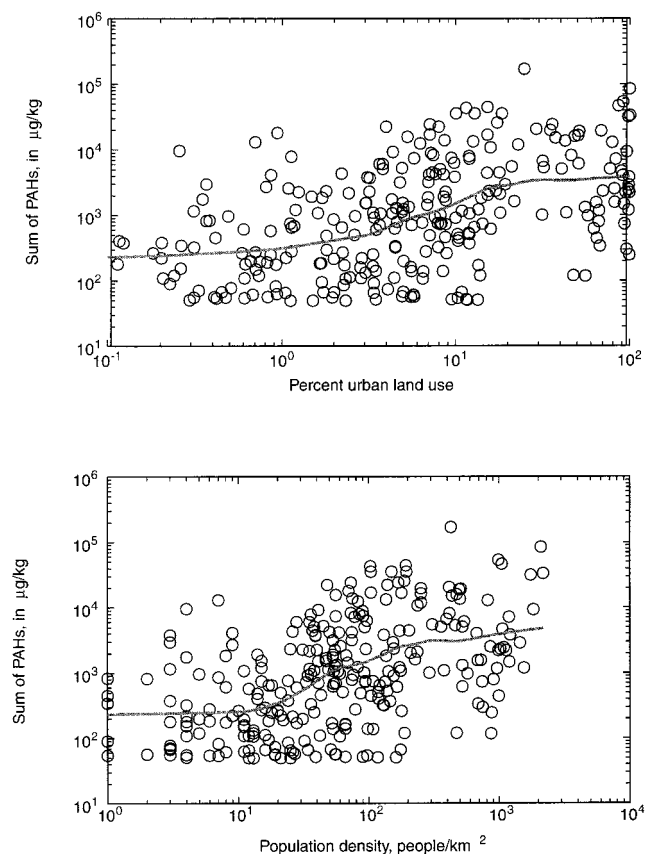 10^6
10^5
10^4
10^3
10^2
10^1
Sum of PAHs, in µg/kg
10^-1 10^0 10^1 10^2
Percent urban land use
10^6
10^5
10^4
10^3
10^2
10^1
Sum of PAHs, in µg/kg
10^0 10^1 10^2 10^3 10^4
Population density, people/km^2